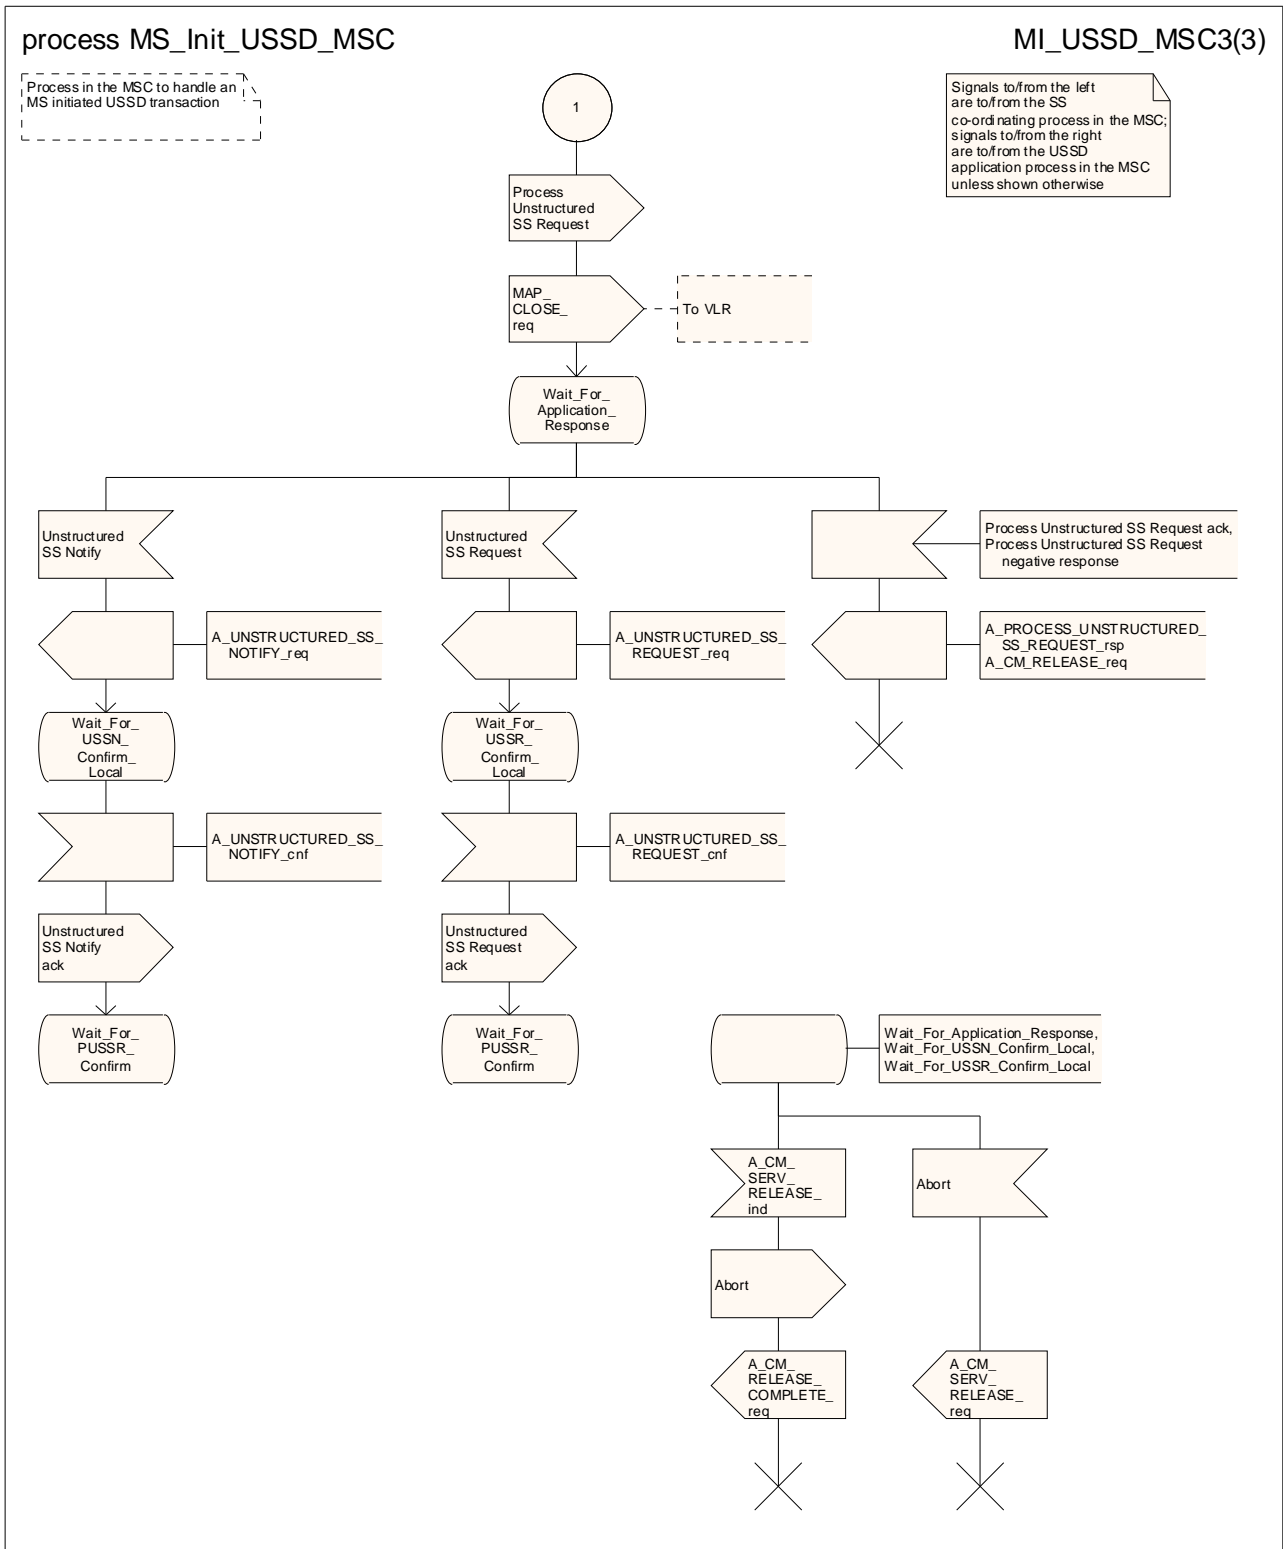 process MS_Init_USSD_MSC
MI_USSD_MSC3(3)
Process in the MSC to handle an
MS initiated USSD transaction
1
Signals to/from the left
are to/from the SS
co-ordinating process in the MSC;
signals to/from the right
are to/from the USSD
application process in the MSC
unless shown otherwise
Process
Unstructured
SS Request
MAP_
CLOSE_
req
To VLR
Wait_For_
Application_
Response
Unstructured
SS Notify
Unstructured
SS Request
Process Unstructured SS Request ack,
Process Unstructured SS Request
negative response
A_UNSTRUCTURED_SS_
NOTIFY_req
A_UNSTRUCTURED_SS_
REQUEST_req
A_PROCESS_UNSTRUCTURED_
SS_REQUEST_rsp
A_CM_RELEASE_req
Wait_For_
USSN_
Confirm_
Local
Wait_For_
USSR_
Confirm_
Local
A_UNSTRUCTURED_SS_
NOTIFY_cnf
A_UNSTRUCTURED_SS_
REQUEST_cnf
Unstructured
SS Notify
ack
Unstructured
SS Request
ack
Wait_For_
PUSSR_
Confirm
Wait_For_
PUSSR_
Confirm
Wait_For_Application_Response,
Wait_For_USSN_Confirm_Local,
Wait_For_USSR_Confirm_Local
A_CM_
SERV_
RELEASE_
ind
Abort
Abort
A_CM_
RELEASE_
COMPLETE_
req
A_CM_
SERV_
RELEASE_
req